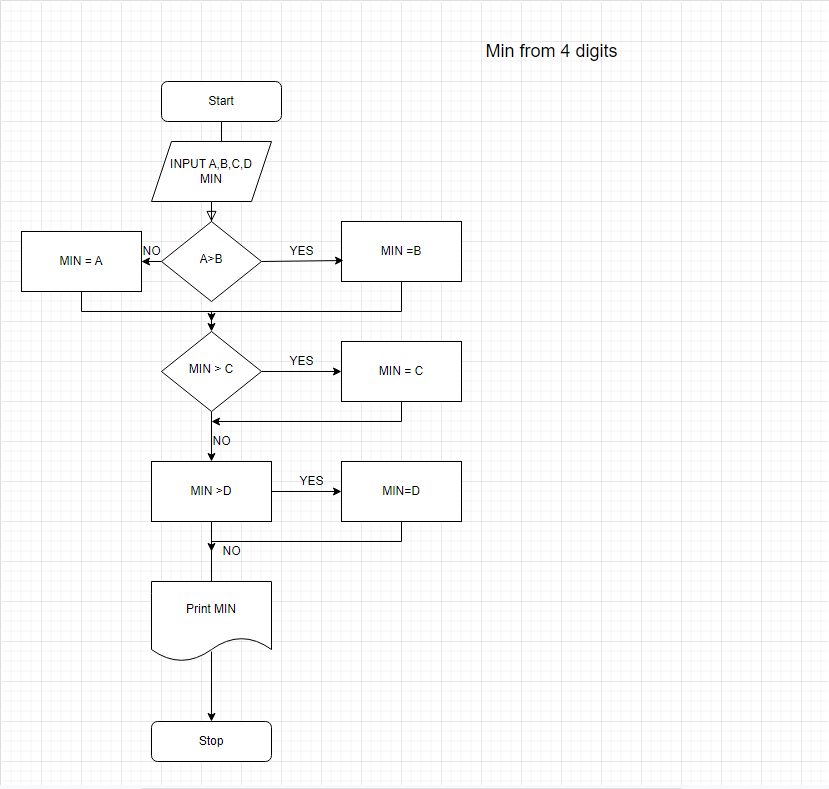 Min from 4 digits
Start
INPUT A,B,C,D
MIN
A>B
NO
MIN = A
YES
MIN =B
MIN > C
YES
MIN = C
NO
MIN >D
YES
MIN=D
NO
Print MIN
Stop